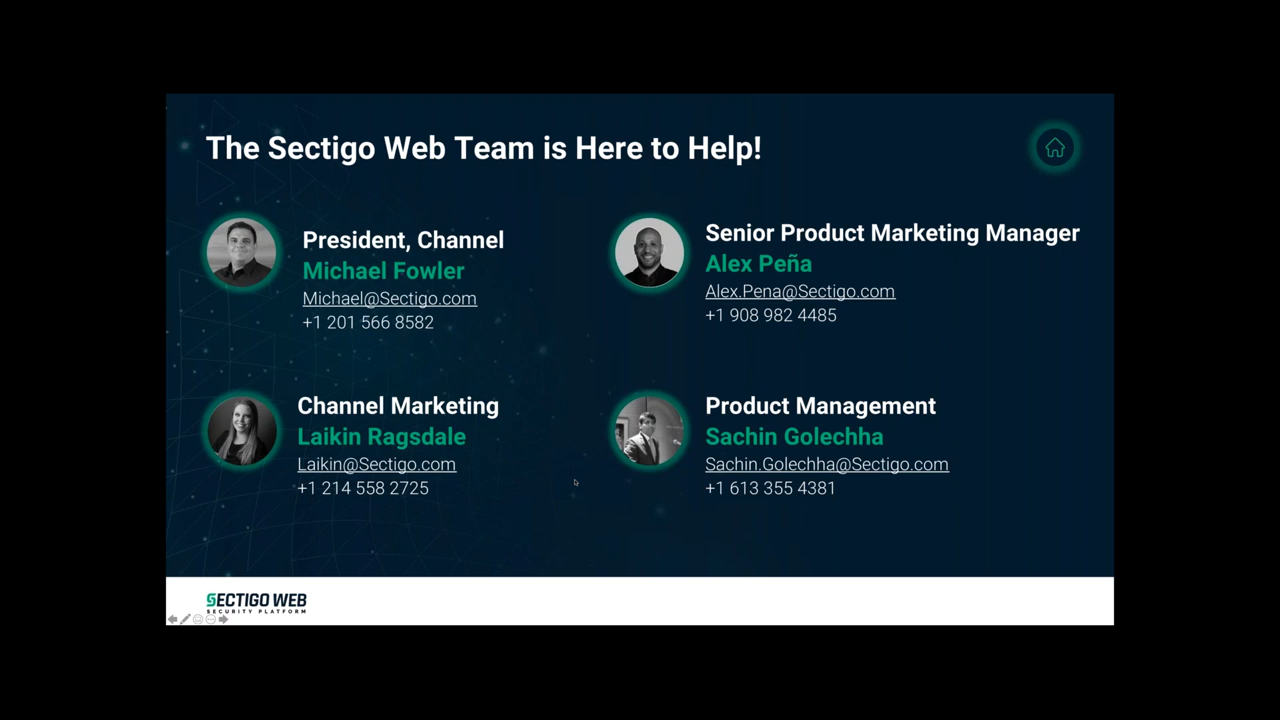 The Sectigo Web Team is Here to Help!
President, Channel
Michael Fowler
Michael@Sectigo.com
+1 201 566 8582
Senior Product Marketing Manager
Alex Peña
Alex.Pena@Sectigo.com
+1 908 982 4485
Channel Marketing
Laikin Ragsdale
Laikin@Sectigo.com
+1 214 558 2725
Product Management
Sachin Golechha
Sachin.Golechha@Sectigo.com
+1 613 355 4381
SECTIGO WEB
SECURITY PLATFORM